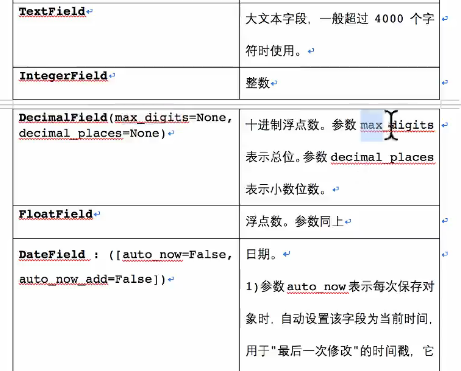 TextField
大文本字段，一般超过 4000 个字
符时使用。
IntegerField
整数
DecimalField(max_digits=None,
decimal_places=None)
十进制浮点数。参数 max_digits
表示总位。参数 decimal_places
表示小数位数。
FloatField
浮点数。参数同上
DateField : ([auto_now=False,
auto_now_add=False])
日期。
1)参数 auto_now 表示每次保存对
象时，自动设置该字段为当前时间，
用于"最后一次修改"的时间戳，它